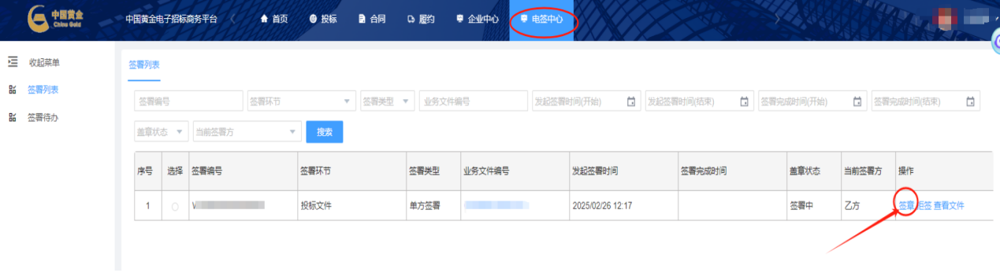 中国黄金
China Gold
中国黄金电子招标商务平台 首页 投标 合同 履约 企业中心 电签中心
收起菜单
签署列表
签署待办
签署列表
签署编号 签署环节 签署类型 业务文件编号 发起签署时间(开始) 发起签署时间(结束) 签署完成时间(开始) 签署完成时间(结束)
盖章状态 当前签署方 搜索
序号 选择 签署编号 签署环节 签署类型 业务文件编号 发起签署时间 签署完成时间 盖章状态 当前签署方 操作
1 投标文件 单方签署 2025/02/26 12:17 签署中 乙方 签章 拒签 查看文件